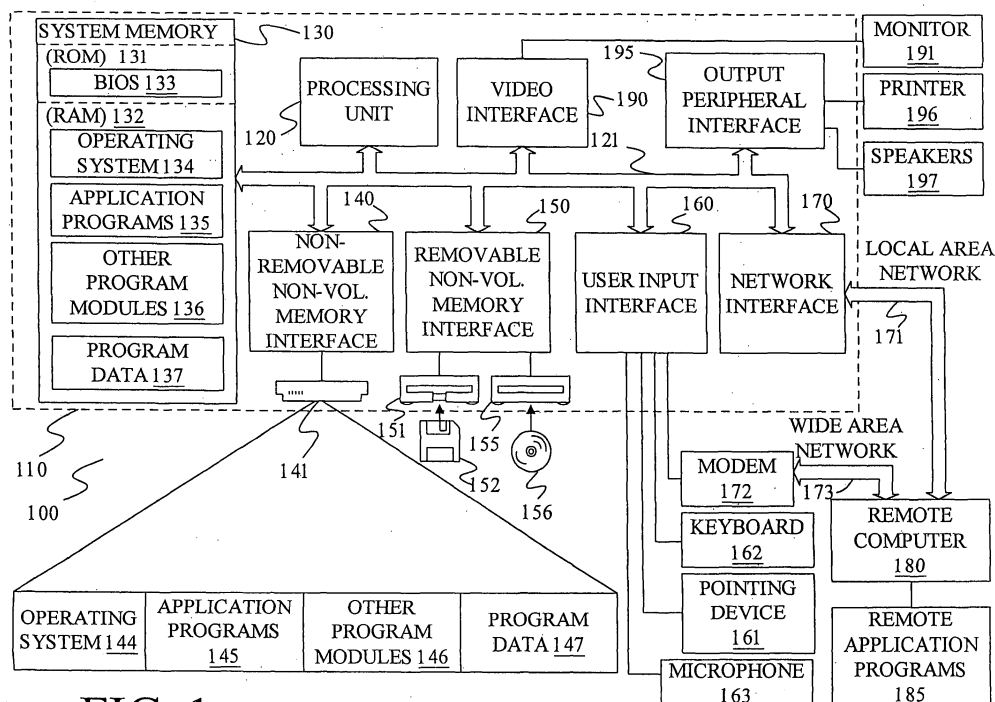 SYSTEM MEMORY
130
(ROM) 131
BIOS 133
(RAM) 132
OPERATING
SYSTEM 134
APPLICATION
PROGRAMS 135
OTHER
PROGRAM
MODULES 136
PROGRAM
DATA 137
120
PROCESSING
UNIT
VIDEO
INTERFACE
190
121
195
OUTPUT
PERIPHERAL
INTERFACE
MONITOR
191
PRINTER
196
SPEAKERS
197
140
NON-
REMOVABLE
NON-VOL.
MEMORY
INTERFACE
150
REMOVABLE
NON-VOL.
MEMORY
INTERFACE
160
USER INPUT
INTERFACE
170
NETWORK
INTERFACE
LOCAL AREA
NETWORK
171
110
100
141
151
152
155
156
WIDE AREA
NETWORK
173
MODEM
172
KEYBOARD
162
POINTING
DEVICE
161
MICROPHONE
163
REMOTE
COMPUTER
180
REMOTE
APPLICATION
PROGRAMS
185
OPERATING
SYSTEM 144
APPLICATION
PROGRAMS
145
OTHER
PROGRAM
MODULES 146
PROGRAM
DATA 147
FIG. 1